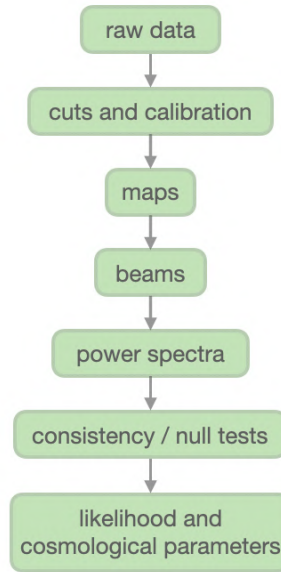 raw data
cuts and calibration
maps
beams
power spectra
consistency / null tests
likelihood and
cosmological parameters